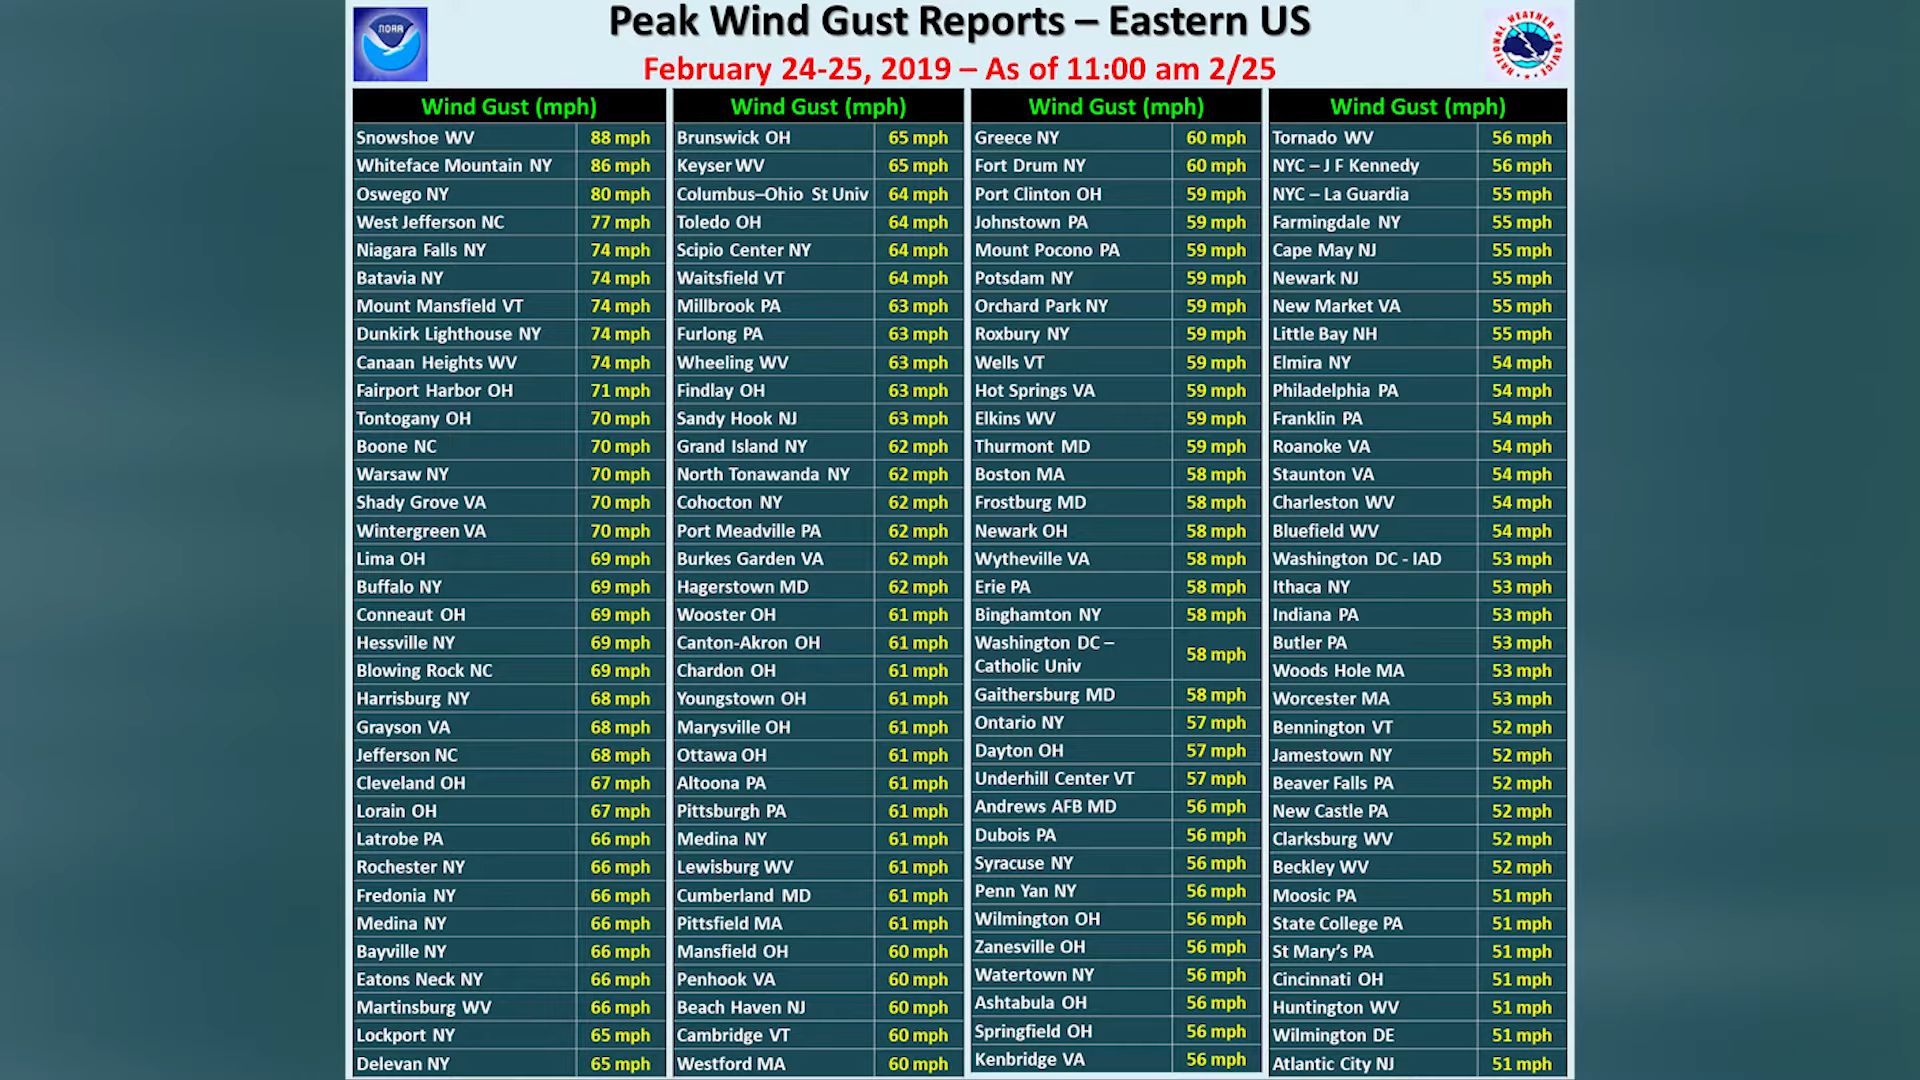 NOAA
Peak Wind Gust Reports – Eastern US
NATIONAL WEATHER SERVICE
February 24-25, 2019 – As of 11:00 am 2/25
Wind Gust (mph)
Snowshoe WV 88 mph
Whiteface Mountain NY 86 mph
Oswego NY 80 mph
West Jefferson NC 77 mph
Niagara Falls NY 74 mph
Batavia NY 74 mph
Mount Mansfield VT 74 mph
Dunkirk Lighthouse NY 74 mph
Canaan Heights WV 74 mph
Fairport Harbor OH 71 mph
Tontogany OH 70 mph
Boone NC 70 mph
Warsaw NY 70 mph
Shady Grove VA 70 mph
Wintergreen VA 70 mph
Lima OH 69 mph
Buffalo NY 69 mph
Conneaut OH 69 mph
Hessville NY 69 mph
Blowing Rock NC 69 mph
Harrisburg NY 68 mph
Grayson VA 68 mph
Jefferson NC 68 mph
Cleveland OH 67 mph
Lorain OH 67 mph
Latrobe PA 66 mph
Rochester NY 66 mph
Fredonia NY 66 mph
Medina NY 66 mph
Bayville NY 66 mph
Eatons Neck NY 66 mph
Martinsburg WV 66 mph
Lockport NY 65 mph
Delevan NY 65 mph
Wind Gust (mph)
Brunswick OH 65 mph
Keyser WV 65 mph
Columbus–Ohio St Univ 64 mph
Toledo OH 64 mph
Scipio Center NY 64 mph
Waitsfield VT 64 mph
Millbrook PA 63 mph
Furlong PA 63 mph
Wheeling WV 63 mph
Findlay OH 63 mph
Sandy Hook NJ 63 mph
Grand Island NY 62 mph
North Tonawanda NY 62 mph
Cohocton NY 62 mph
Port Meadville PA 62 mph
Burkes Garden VA 62 mph
Hagerstown MD 62 mph
Wooster OH 61 mph
Canton-Akron OH 61 mph
Chardon OH 61 mph
Youngstown OH 61 mph
Marysville OH 61 mph
Ottawa OH 61 mph
Altoona PA 61 mph
Pittsburgh PA 61 mph
Medina NY 61 mph
Lewisburg WV 61 mph
Cumberland MD 61 mph
Pittsfield MA 61 mph
Mansfield OH 60 mph
Penhook VA 60 mph
Beach Haven NJ 60 mph
Cambridge VT 60 mph
Westford MA 60 mph
Wind Gust (mph)
Greece NY 60 mph
Fort Drum NY 60 mph
Port Clinton OH 59 mph
Johnstown PA 59 mph
Mount Pocono PA 59 mph
Potsdam NY 59 mph
Orchard Park NY 59 mph
Roxbury NY 59 mph
Wells VT 59 mph
Hot Springs VA 59 mph
Elkins WV 59 mph
Thurmont MD 59 mph
Boston MA 58 mph
Frostburg MD 58 mph
Newark OH 58 mph
Wytheville VA 58 mph
Erie PA 58 mph
Binghamton NY 58 mph
Washington DC –
Catholic Univ 58 mph
Gaithersburg MD 58 mph
Ontario NY 57 mph
Dayton OH 57 mph
Underhill Center VT 57 mph
Andrews AFB MD 56 mph
Dubois PA 56 mph
Syracuse NY 56 mph
Penn Yan NY 56 mph
Wilmington OH 56 mph
Zanesville OH 56 mph
Watertown NY 56 mph
Ashtabula OH 56 mph
Springfield OH 56 mph
Kenbridge VA 56 mph
Wind Gust (mph)
Tornado WV 56 mph
NYC – J F Kennedy 56 mph
NYC – La Guardia 55 mph
Farmingdale NY 55 mph
Cape May NJ 55 mph
Newark NJ 55 mph
New Market VA 55 mph
Little Bay NH 55 mph
Elmira NY 54 mph
Philadelphia PA 54 mph
Franklin PA 54 mph
Roanoke VA 54 mph
Staunton VA 54 mph
Charleston WV 54 mph
Bluefield WV 54 mph
Washington DC - IAD 53 mph
Ithaca NY 53 mph
Indiana PA 53 mph
Butler PA 53 mph
Woods Hole MA 53 mph
Worcester MA 53 mph
Bennington VT 52 mph
Jamestown NY 52 mph
Beaver Falls PA 52 mph
New Castle PA 52 mph
Clarksburg WV 52 mph
Beckley WV 52 mph
Moosic PA 51 mph
State College PA 51 mph
St Mary’s PA 51 mph
Cincinnati OH 51 mph
Huntington WV 51 mph
Wilmington DE 51 mph
Atlantic City NJ 51 mph